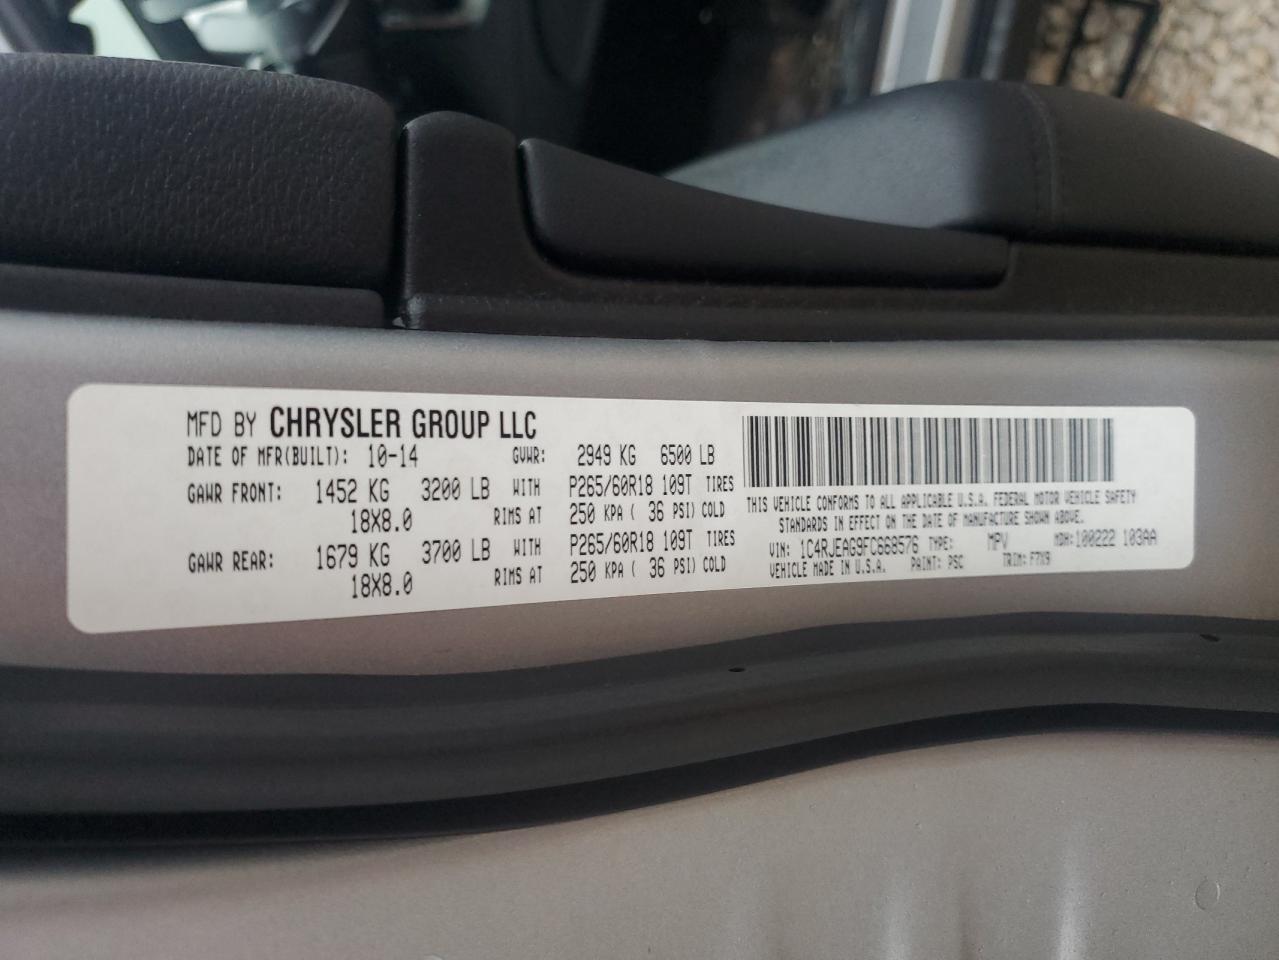 MFD BY CHRYSLER GROUP LLC
DATE OF MFR(BUILT): 10-14 GVWR: 2949 KG 6500 LB
GAWR FRONT: 1452 KG 3200 LB WITH P265/60R18 109T TIRES
18X8.0 RIMS AT 250 KPA ( 36 PSI) COLD
GAWR REAR: 1679 KG 3700 LB WITH P265/60R18 109T TIRES
18X8.0 RIMS AT 250 KPA ( 36 PSI) COLD
THIS VEHICLE CONFORMS TO ALL APPLICABLE U.S.A. FEDERAL MOTOR VEHICLE SAFETY
STANDARDS IN EFFECT ON THE DATE OF MANUFACTURE SHOWN ABOVE.
VIN: 1C4RJEAG9FC668576 TYPE: MPV MDH:100222 103AA
VEHICLE MADE IN U.S.A. PAINT: PSC TRIM: F7X9